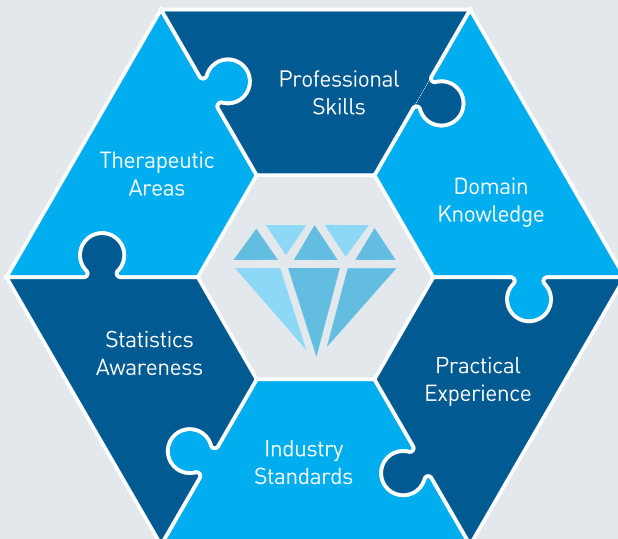 Professional
Skills
Therapeutic
Areas
Domain
Knowledge
Statistics
Awareness
Practical
Experience
Industry
Standards